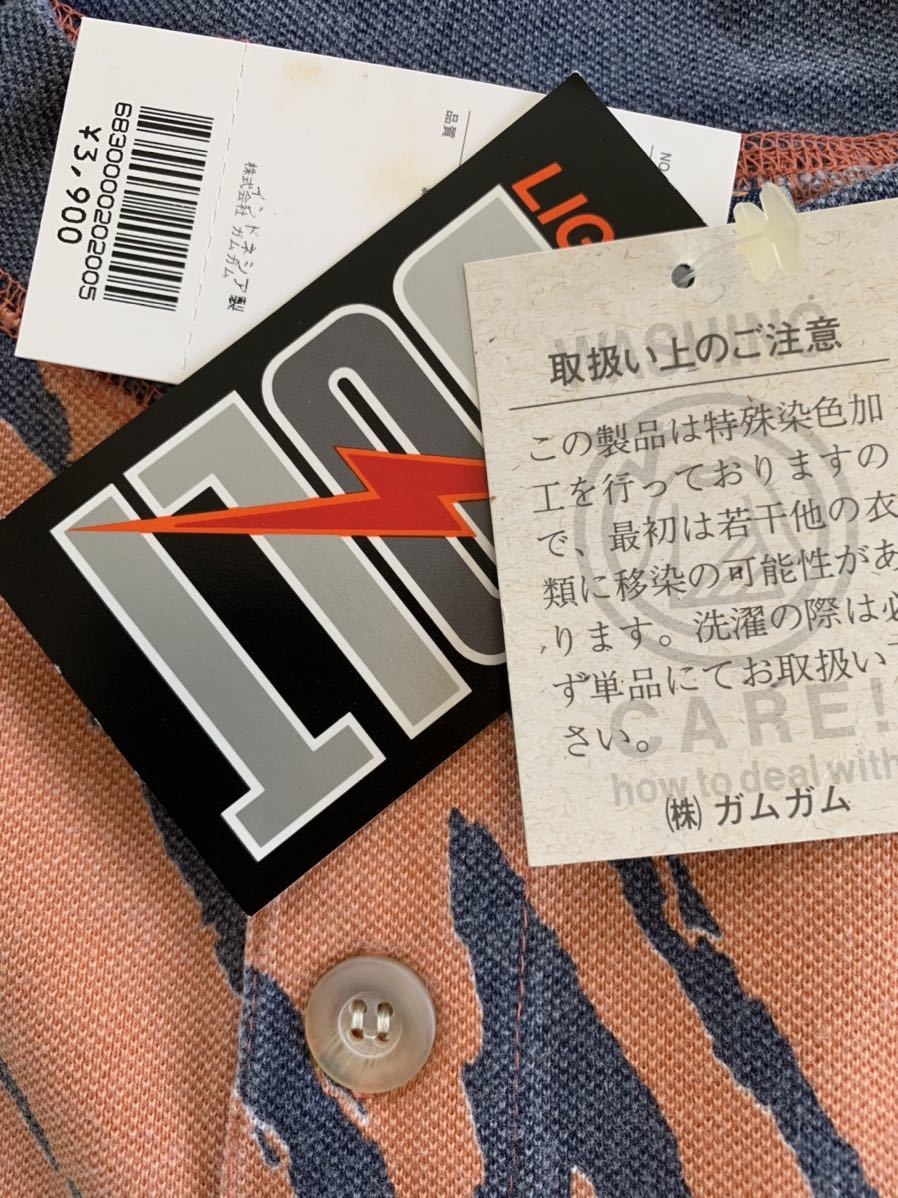 NO.
品質
インドネシア製
株式会社 ガムガム
6830000202005
¥3,900
LIG
WASHING
取扱い上のご注意
この製品は特殊染色加
工を行っておりますの
で、最初は若干他の衣
類に移染の可能性があ
ります。洗濯の際は必
ず単品にてお取扱い下
さい。
CARE!
how to deal with
㈱ ガムガム